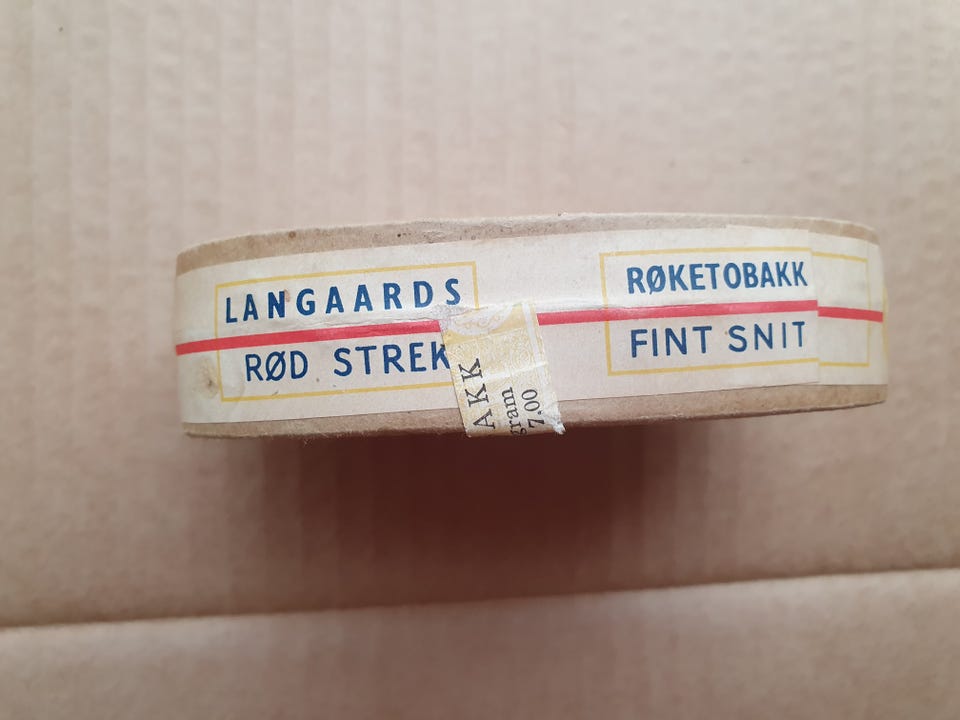 LANGAARDS
RØD STREK
RØKETOBAKK
FINT SNIT
AKK
gram
7.00